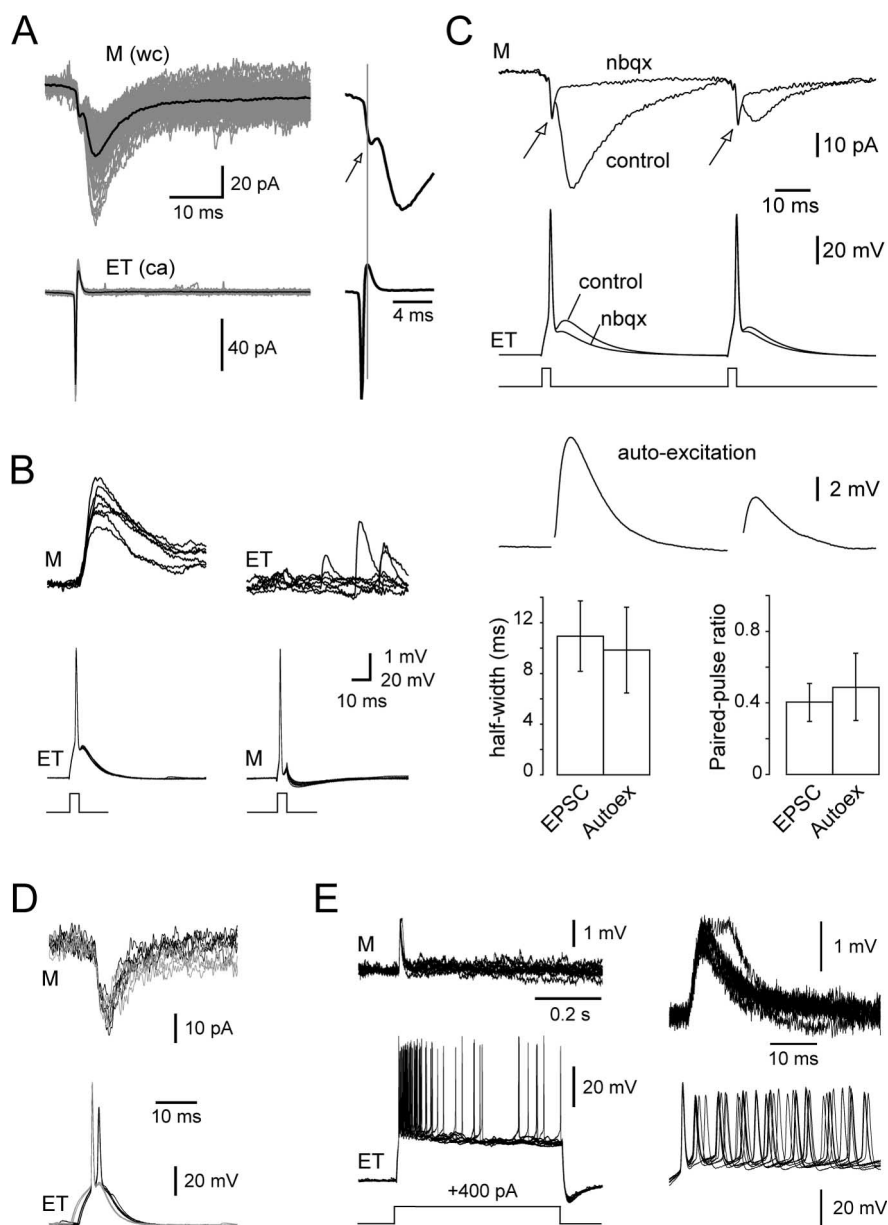 A
M (wc)
20 pA
10 ms
ET (ca)
40 pA
4 ms
C
M
nbqx
control
10 pA
10 ms
20 mV
control
nbqx
ET
auto-excitation
2 mV
B
M
ET
1 mV
20 mV
10 ms
ET
M
half-width (ms)
12
8
4
0
EPSC
Autoex
Paired-pulse ratio
0.8
0.4
0
EPSC
Autoex
D
M
10 pA
10 ms
20 mV
ET
E
M
1 mV
0.2 s
20 mV
ET
+400 pA
1 mV
10 ms
20 mV